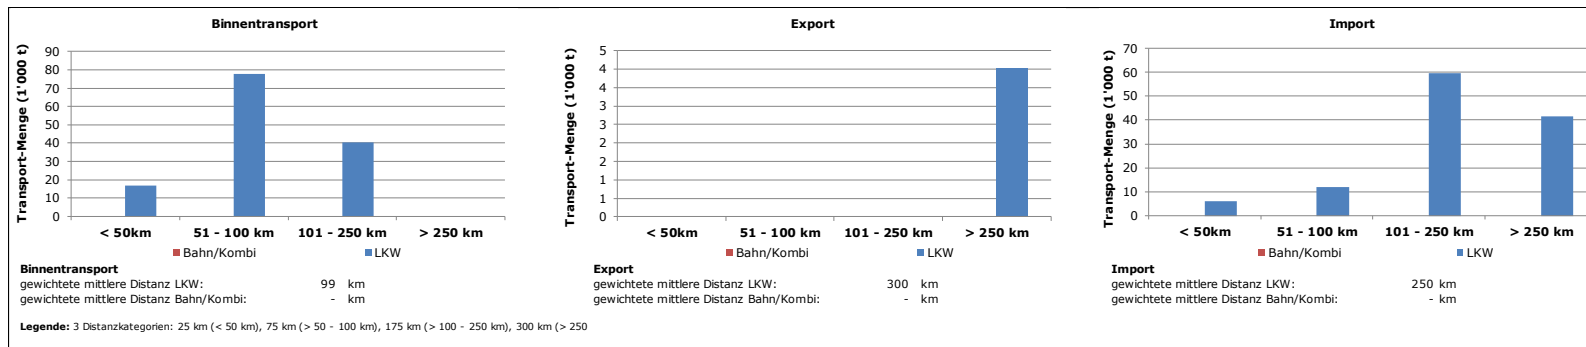 Binnentransport
Transport-Menge (1'000 t)
90
80
70
60
50
40
30
20
10
0
< 50km 51 - 100 km 101 - 250 km > 250 km
Bahn/Kombi LKW
Binnentransport
gewichtete mittlere Distanz LKW: 99 km
gewichtete mittlere Distanz Bahn/Kombi: - km
Legende: 3 Distanzkategorien: 25 km (< 50 km), 75 km (> 50 - 100 km), 175 km (> 100 - 250 km), 300 km (> 250
Export
Transport-Menge (1'000 t)
5
4
4
3
3
2
2
1
1
0
< 50km 51 - 100 km 101 - 250 km > 250 km
Bahn/Kombi LKW
Export
gewichtete mittlere Distanz LKW: 300 km
gewichtete mittlere Distanz Bahn/Kombi: - km
Import
Transport-Menge (1'000 t)
70
60
50
40
30
20
10
0
< 50km 51 - 100 km 101 - 250 km > 250 km
Bahn/Kombi LKW
Import
gewichtete mittlere Distanz LKW: 250 km
gewichtete mittlere Distanz Bahn/Kombi: - km